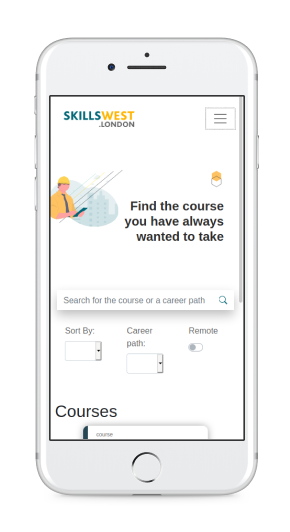 SKILLSWEST
.LONDON
Find the course
you have always
wanted to take
Search for the course or a career path
Sort By:
Career
path:
Remote
Courses
course